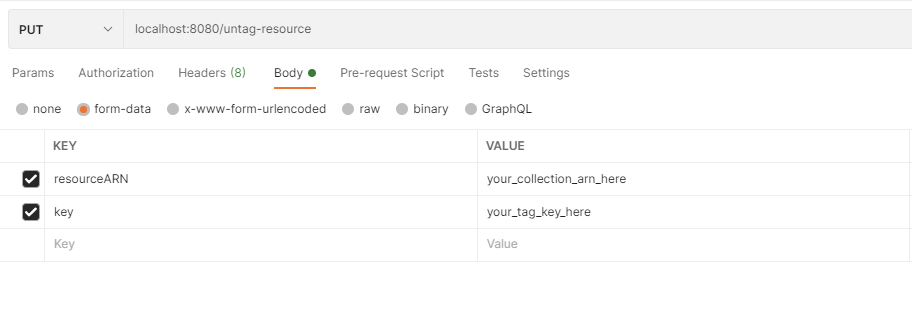 PUT localhost:8080/untag-resource
Params Authorization Headers (8) Body Pre-request Script Tests Settings
none form-data x-www-form-urlencoded raw binary GraphQL
KEY VALUE
resourceARN your_collection_arn_here
key your_tag_key_here
Key Value